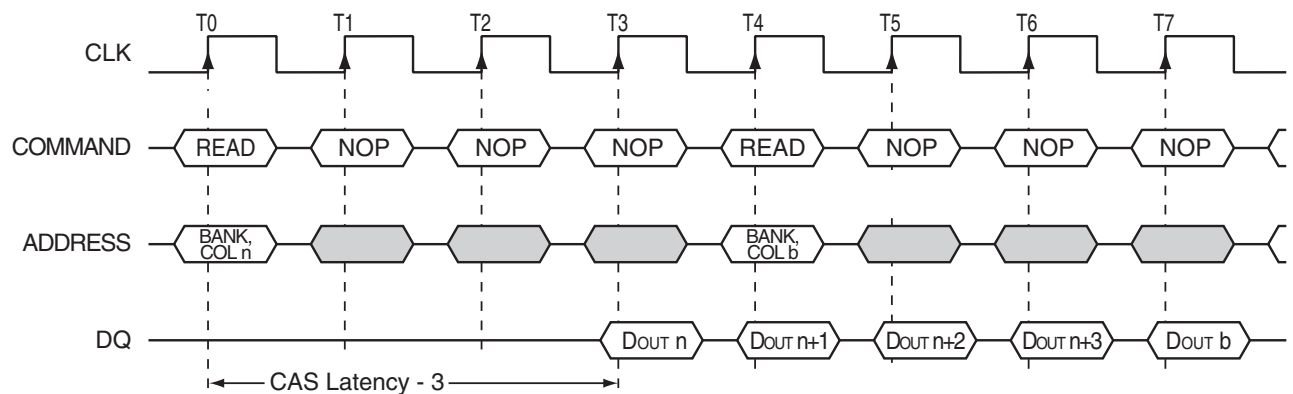 T0 T1 T2 T3 T4 T5 T6 T7
CLK
COMMAND READ NOP NOP NOP READ NOP NOP NOP
ADDRESS BANK, COL n BANK, COL b
DQ DOUT n DOUT n+1 DOUT n+2 DOUT n+3 DOUT b
CAS Latency - 3